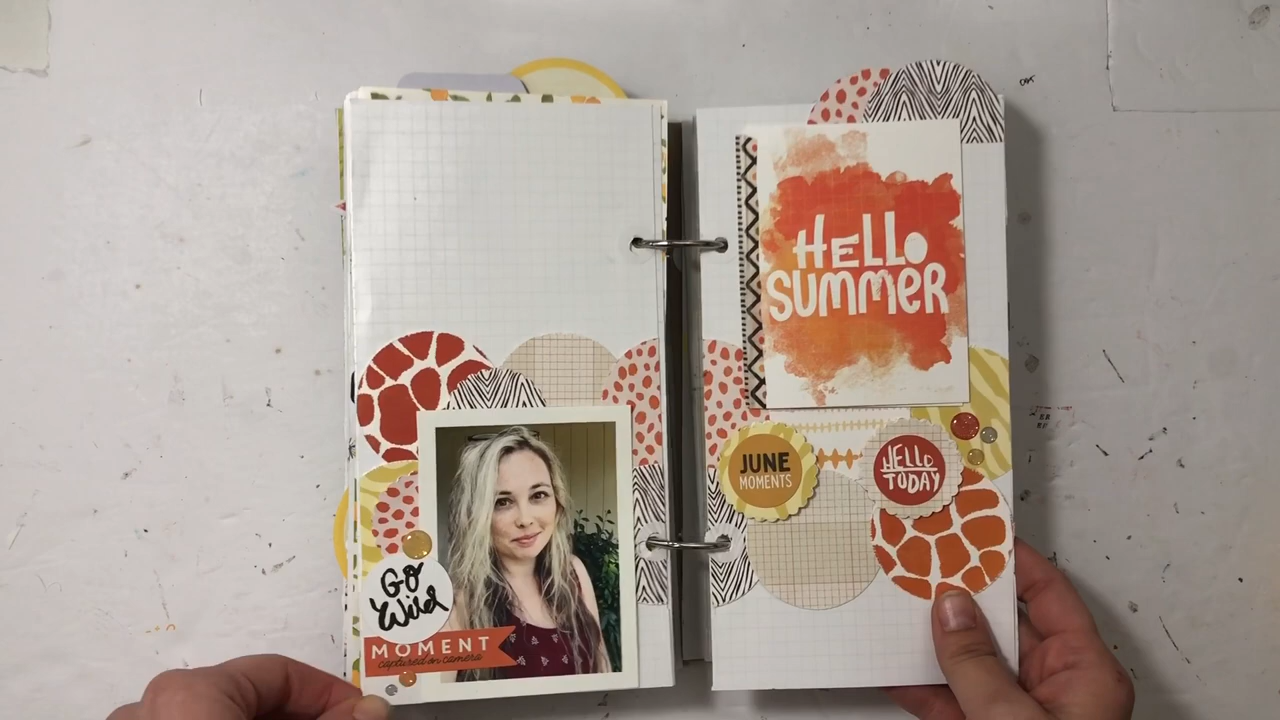 Go
Wild
MOMENT
captured on camera
HELLO
SUMMER
JUNE
MOMENTS
HELLO
TODAY